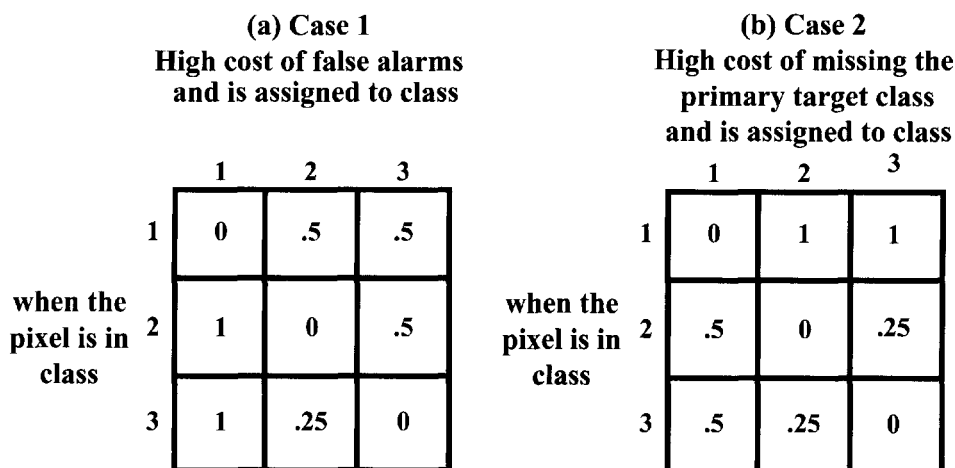 (a) Case 1
High cost of false alarms
and is assigned to class
1 2 3
1 0 .5 .5
when the
pixel is in
class
2 1 0 .5
3 1 .25 0
(b) Case 2
High cost of missing the
primary target class
and is assigned to class
1 2 3
1 0 1 1
when the
pixel is in
class
2 .5 0 .25
3 .5 .25 0